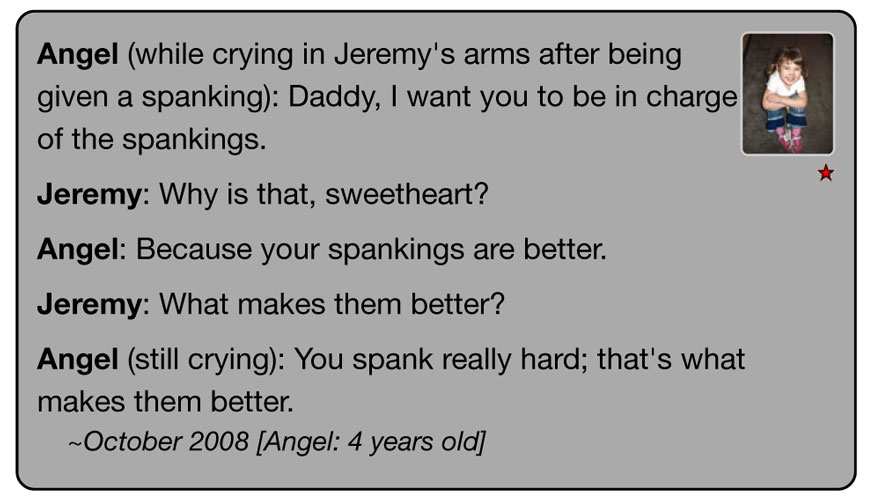 Angel (while crying in Jeremy's arms after being
given a spanking): Daddy, I want you to be in charge
of the spankings.
Jeremy: Why is that, sweetheart?
Angel: Because your spankings are better.
Jeremy: What makes them better?
Angel (still crying): You spank really hard; that's what
makes them better.
~October 2008 [Angel: 4 years old]